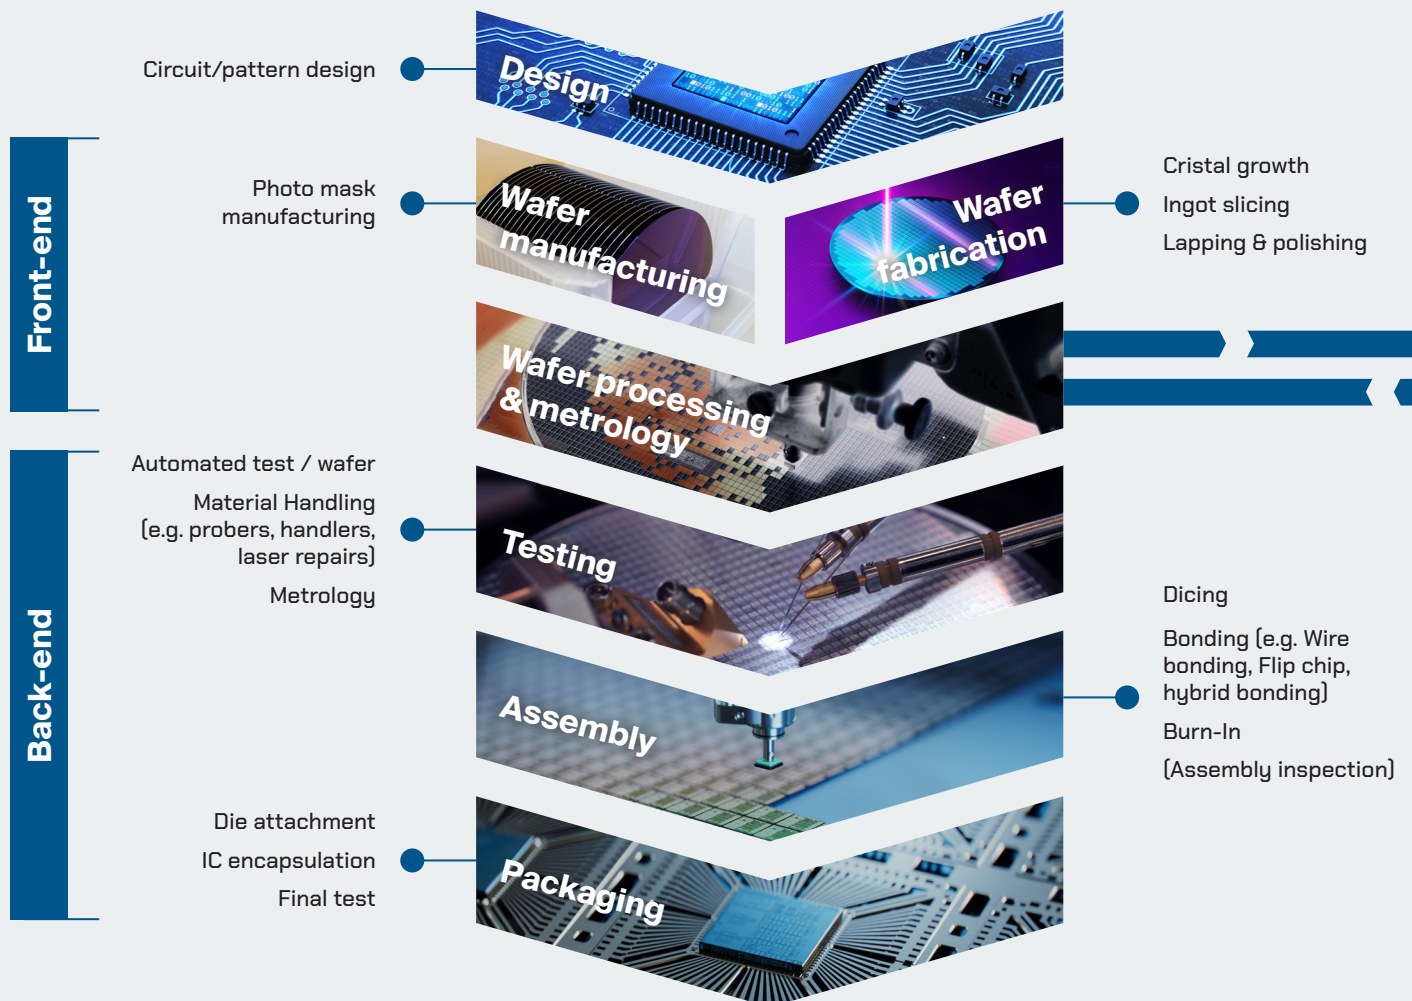 Circuit/pattern design
Design
Front-end
Photo mask
manufacturing
Wafer
manufacturing
Wafer
fabrication
Cristal growth
Ingot slicing
Lapping & polishing
Wafer processing
& metrology
Back-end
Automated test / wafer
Material Handling
(e.g. probers, handlers,
laser repairs)
Metrology
Testing
Assembly
Dicing
Bonding (e.g. Wire
bonding, Flip chip,
hybrid bonding)
Burn-In
(Assembly inspection)
Die attachment
IC encapsulation
Final test
Packaging